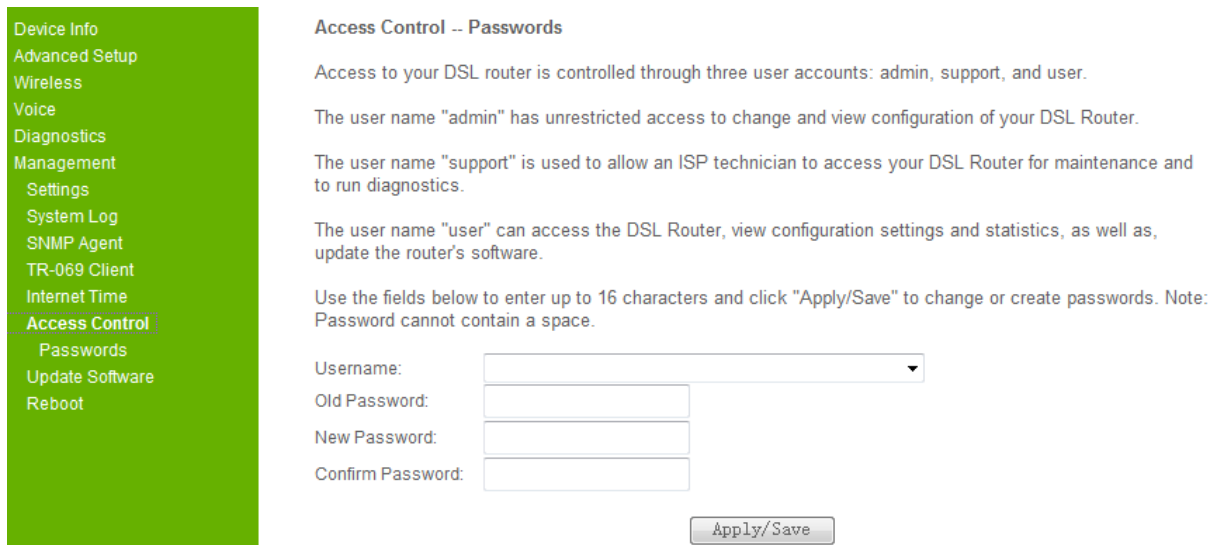 Device Info
Advanced Setup
Wireless
Voice
Diagnostics
Management
Settings
System Log
SNMP Agent
TR-069 Client
Internet Time
Access Control
Passwords
Update Software
Reboot
Access Control -- Passwords
Access to your DSL router is controlled through three user accounts: admin, support, and user.
The user name "admin" has unrestricted access to change and view configuration of your DSL Router.
The user name "support" is used to allow an ISP technician to access your DSL Router for maintenance and
to run diagnostics.
The user name "user" can access the DSL Router, view configuration settings and statistics, as well as,
update the router's software.
Use the fields below to enter up to 16 characters and click "Apply/Save" to change or create passwords. Note:
Password cannot contain a space.
Username:
Old Password:
New Password:
Confirm Password:
Apply/Save